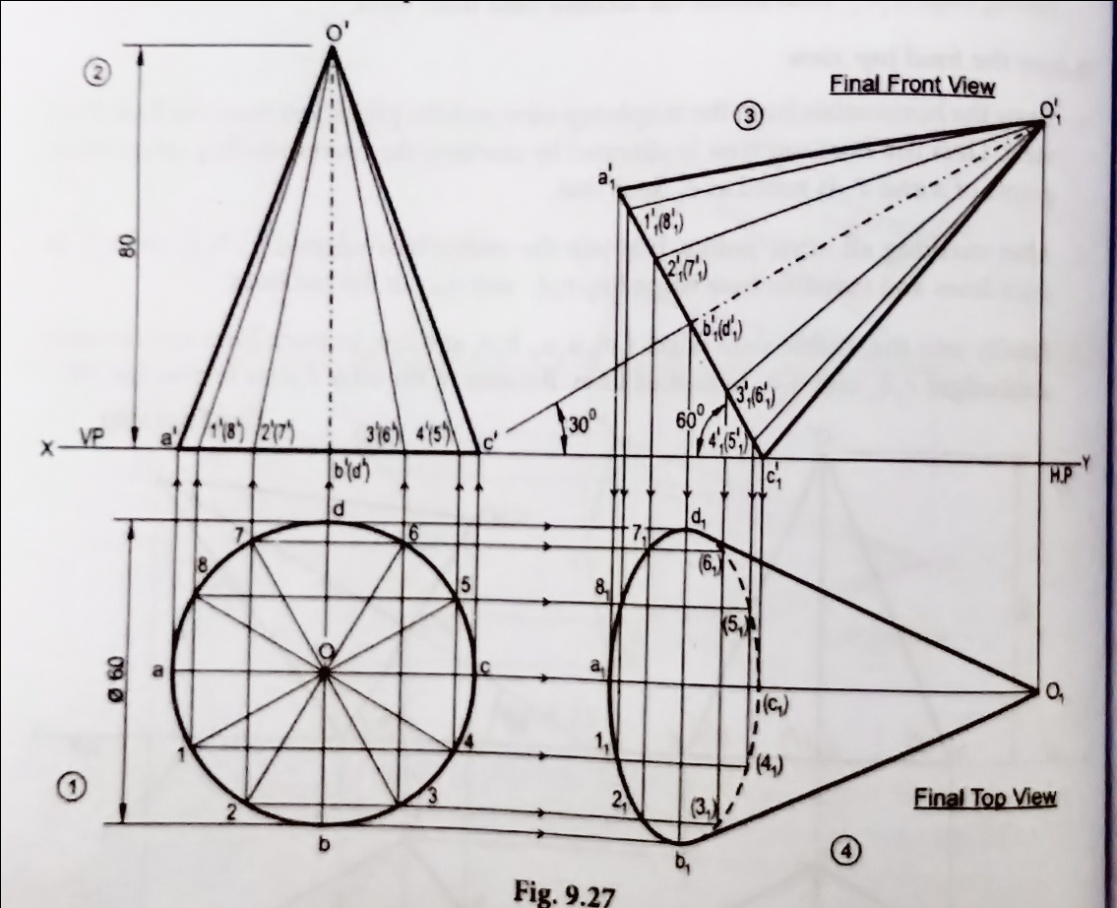 O'
②
Final Front View
③
O'₁
a'₁
1'₁(8'₁)
2'₁(7'₁)
80
b'₁(d'₁)
3'₁(6'₁)
30⁰
60⁰
4'₁(5'₁)
X VP a' 1'(8') 2'(7') 3'(6') 4'(5') c'
Y
H.P
b'(d')
c'₁
d
d₁
7 6
7₁
(6₁)
8 5
8₁
(5₁)
O
Ø 60
a c
a₁
O₁
(c₁)
1 4
1₁
(4₁)
①
2 3
2₁
(3₁)
Final Top View
b
b₁
④
Fig. 9.27